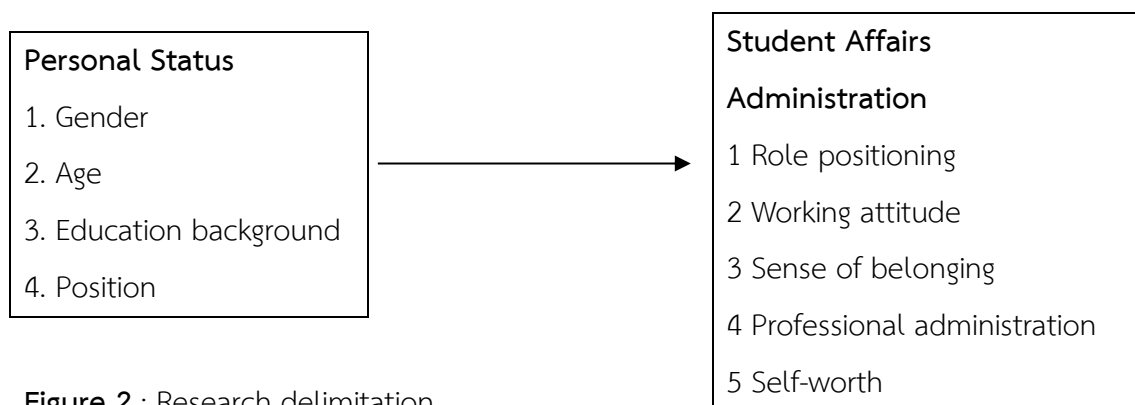 Personal Status
1. Gender
2. Age
3. Education background
4. Position
Student Affairs
Administration
1 Role positioning
2 Working attitude
3 Sense of belonging
4 Professional administration
5 Self-worth
Figure 2 : Research delimitation